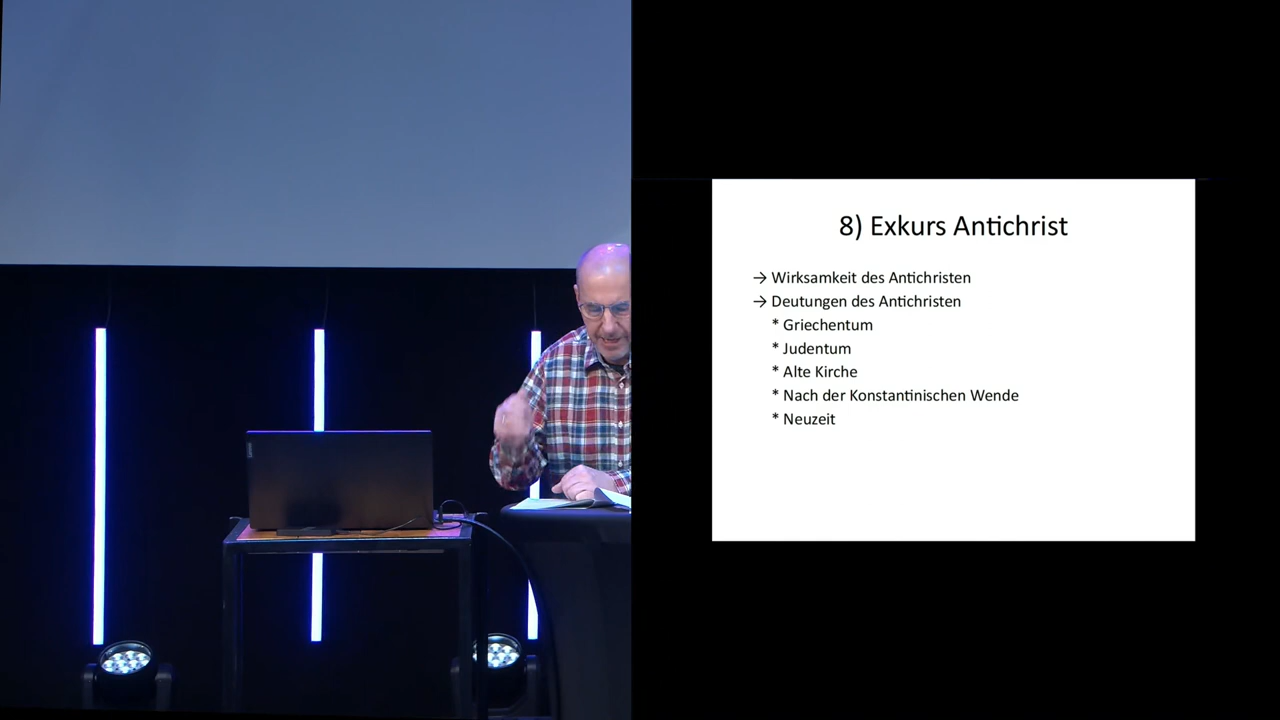 8) Exkurs Antichrist
→ Wirksamkeit des Antichristen
→ Deutungen des Antichristen
* Griechentum
* Judentum
* Alte Kirche
* Nach der Konstantinischen Wende
* Neuzeit